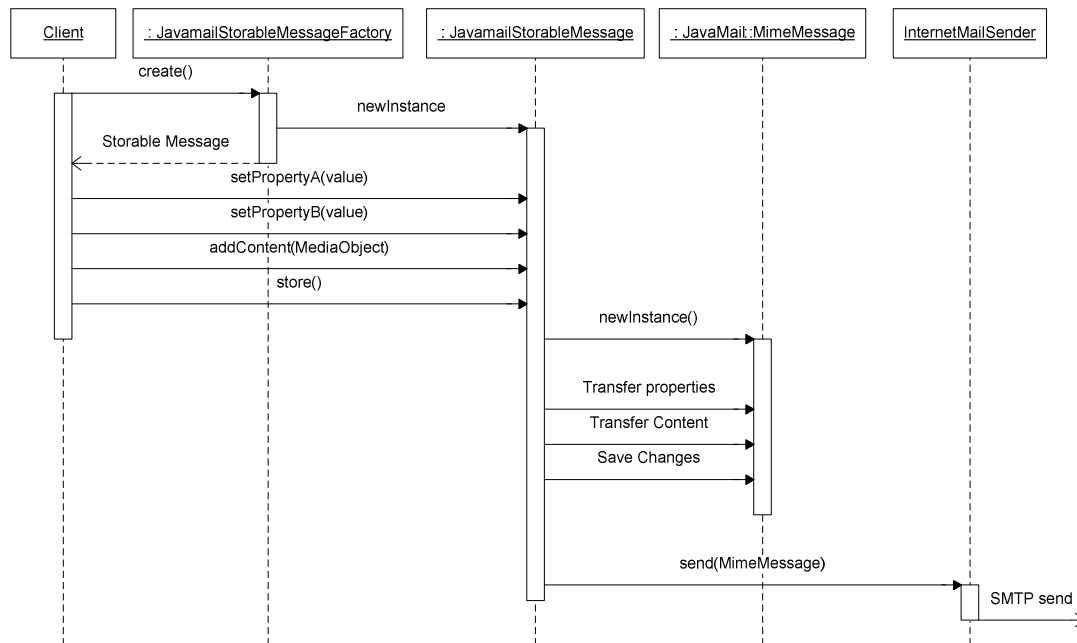 Client
: JavamailStorableMessageFactory
: JavamailStorableMessage
: JavaMail::MimeMessage
InternetMailSender
create()
newInstance
Storable Message
setPropertyA(value)
setPropertyB(value)
addContent(MediaObject)
store()
newInstance()
Transfer properties
Transfer Content
Save Changes
send(MimeMessage)
SMTP send